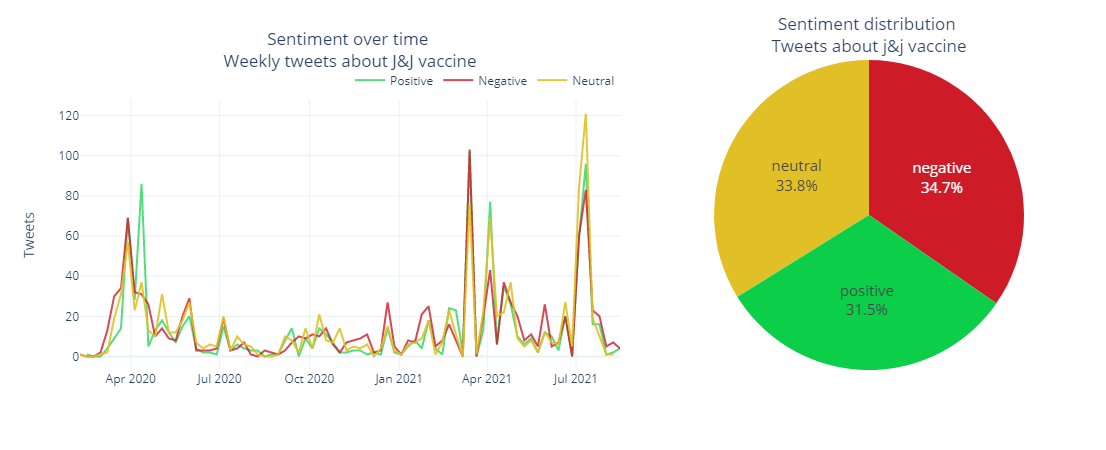 Sentiment over time
Weekly tweets about J&J vaccine
Positive Negative Neutral
Tweets
120
100
80
60
40
20
0
Apr 2020 Jul 2020 Oct 2020 Jan 2021 Apr 2021 Jul 2021
Sentiment distribution
Tweets about j&j vaccine
neutral
33.8%
negative
34.7%
positive
31.5%